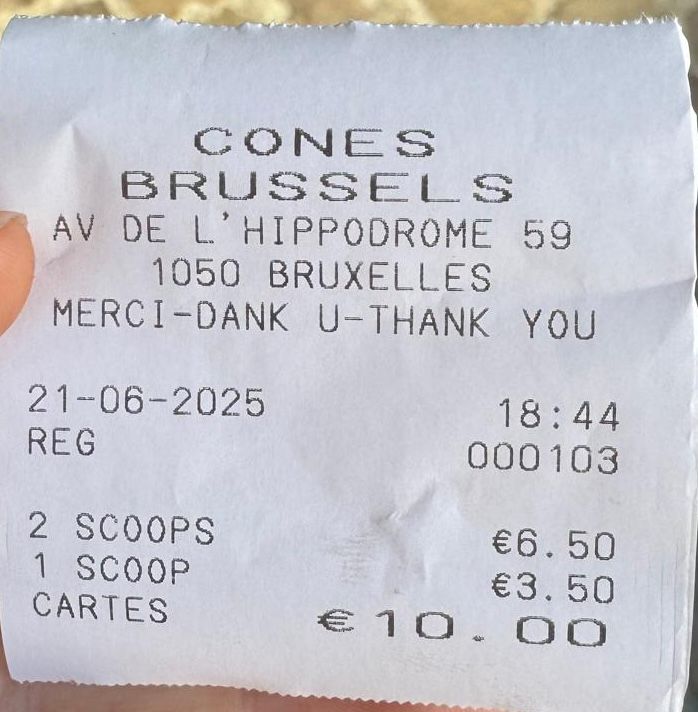 CONES
BRUSSELS
AV DE L'HIPPODROME 59
1050 BRUXELLES
MERCI-DANK U-THANK YOU
21-06-2025 18:44
REG 000103
2 SCOOPS €6.50
1 SCOOP €3.50
CARTES €10.00